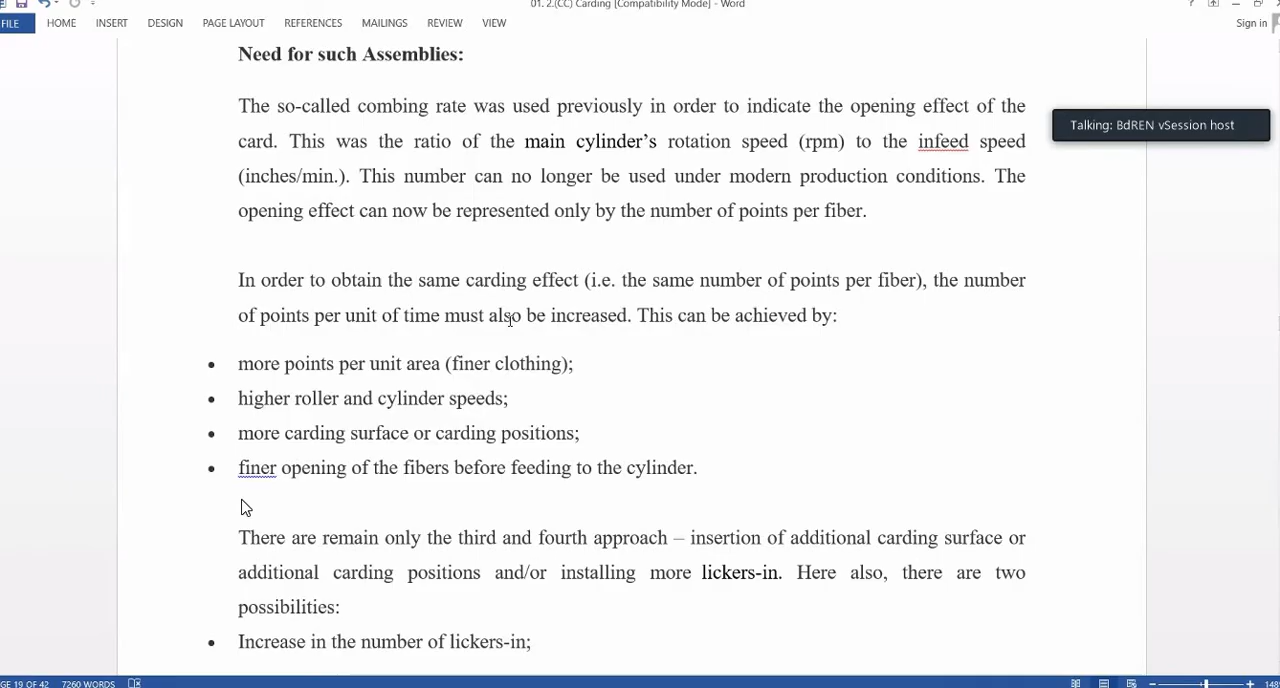 01. 2.(CC) Carding [Compatibility Mode] - Word
FILE HOME INSERT DESIGN PAGE LAYOUT REFERENCES MAILINGS REVIEW VIEW Sign in
Need for such Assemblies:
The so-called combing rate was used previously in order to indicate the opening effect of the
Talking: BdREN vSession host
card. This was the ratio of the main cylinder's rotation speed (rpm) to the infeed speed
(inches/min.). This number can no longer be used under modern production conditions. The
opening effect can now be represented only by the number of points per fiber.
In order to obtain the same carding effect (i.e. the same number of points per fiber), the number
of points per unit of time must also be increased. This can be achieved by:
• more points per unit area (finer clothing);
• higher roller and cylinder speeds;
• more carding surface or carding positions;
• finer opening of the fibers before feeding to the cylinder.
There are remain only the third and fourth approach – insertion of additional carding surface or
additional carding positions and/or installing more lickers-in. Here also, there are two
possibilities:
• Increase in the number of lickers-in;
GE 19 OF 42 7260 WORDS